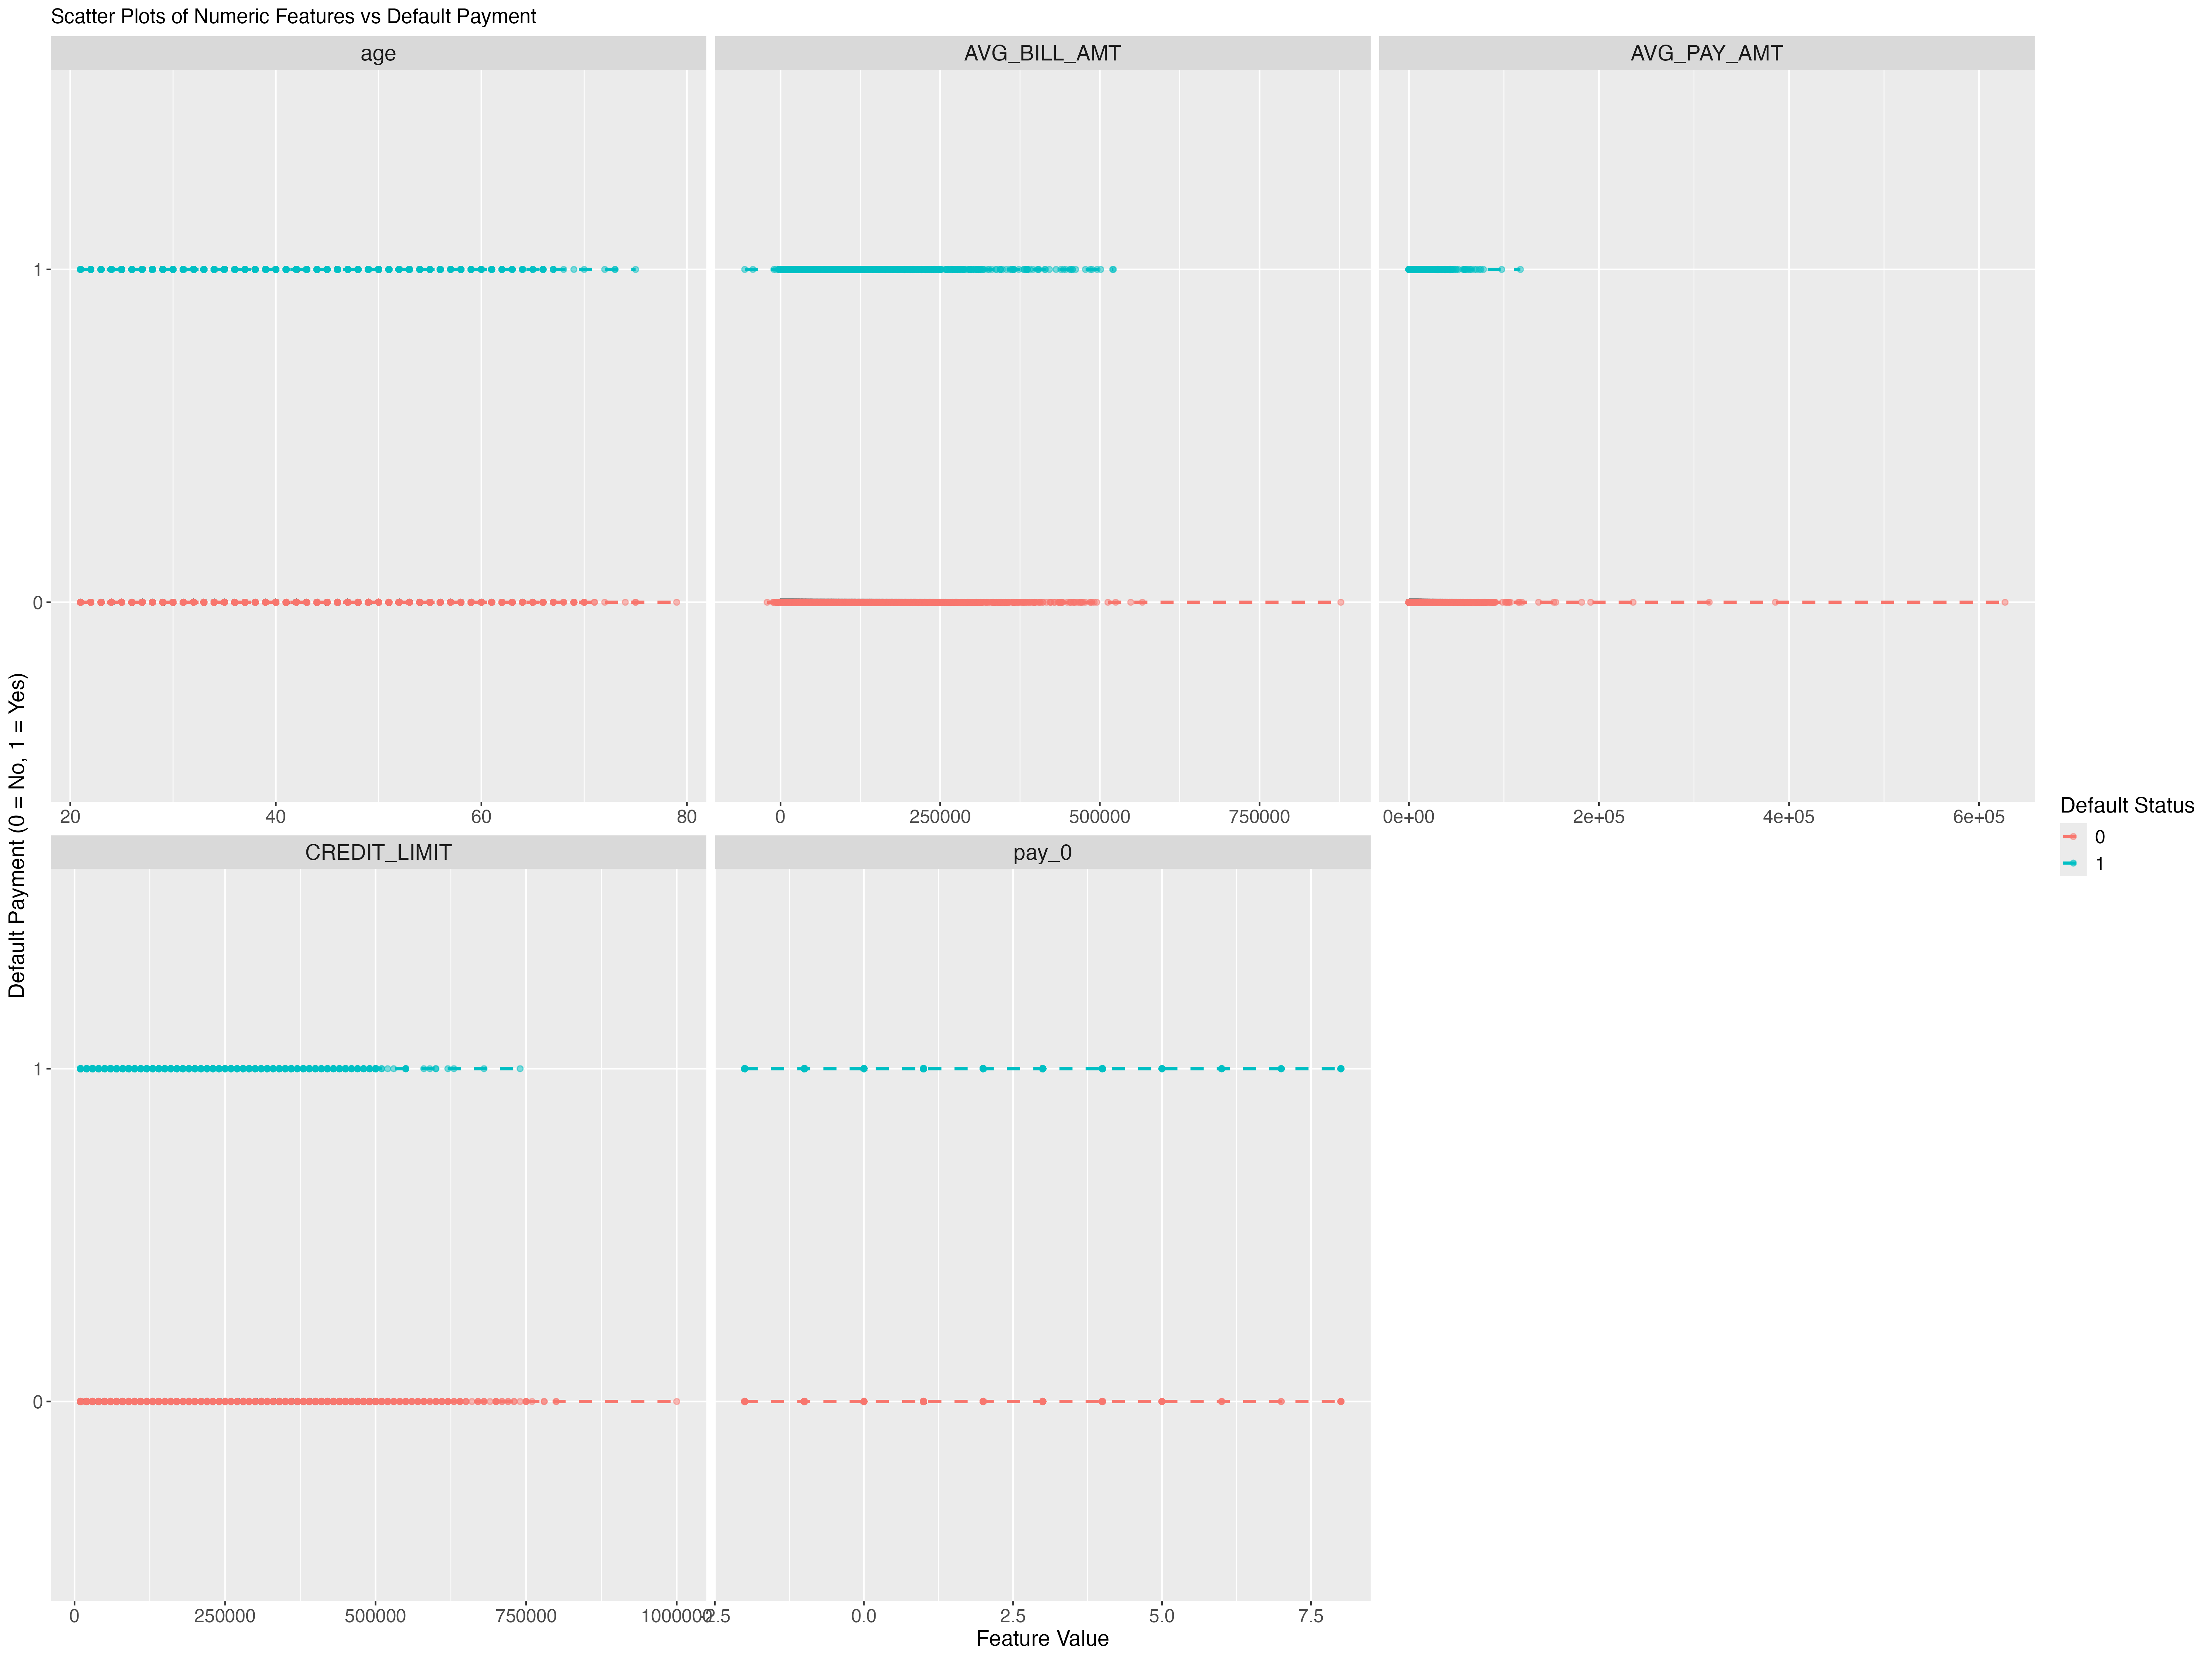 Scatter Plots of Numeric Features vs Default Payment
age
AVG_BILL_AMT
AVG_PAY_AMT
1
0
20 40 60 80
0 250000 500000 750000
0e+00 2e+05 4e+05 6e+05
Default Payment (0 = No, 1 = Yes)
Default Status
0
1
CREDIT_LIMIT
pay_0
1
0
0 250000 500000 750000 1000000
-2.5 0.0 2.5 5.0 7.5
Feature Value